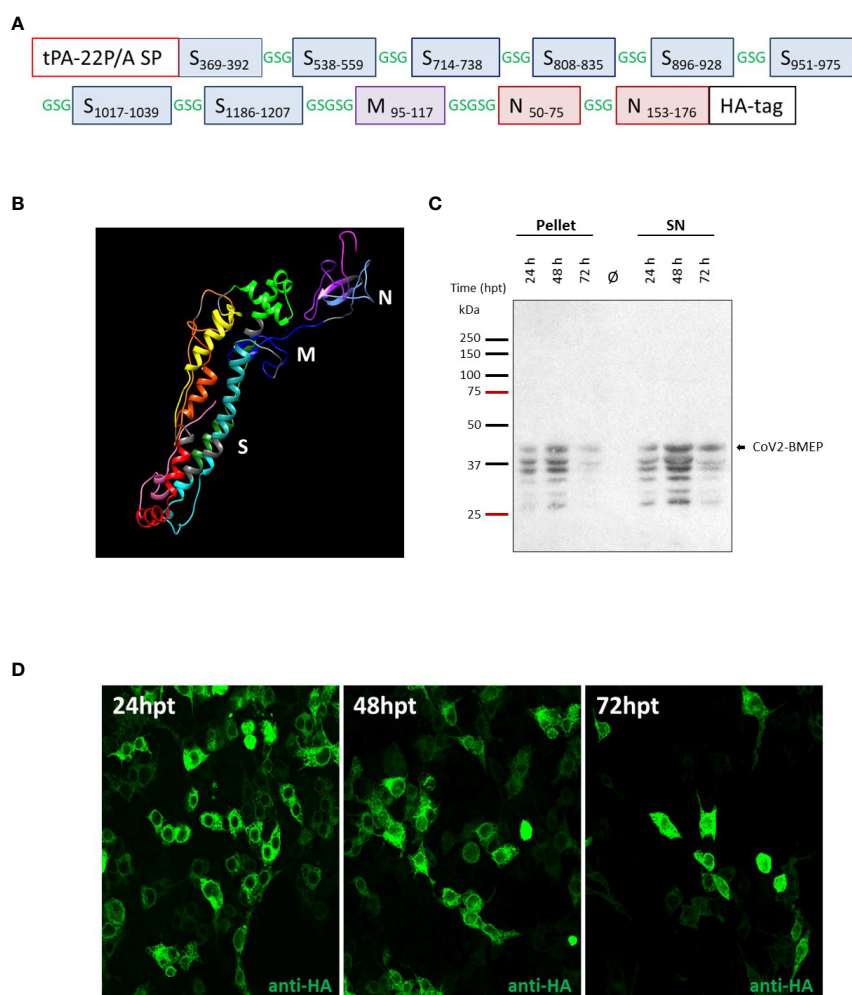 A
tPA-22P/A SP S369-392 GSG S538-559 GSG S714-738 GSG S808-835 GSG S896-928 GSG S951-975
GSG S1017-1039 GSG S1186-1207 GSGSG M 95-117 GSGSG N 50-75 GSG N 153-176 HA-tag
B
N
M
S
C
Pellet SN
Time (hpt) 24 h 48 h 72 h Ø 24 h 48 h 72 h
kDa
250
150
100
75
50
37
25
CoV2-BMEP
D
24hpt 48hpt 72hpt
anti-HA anti-HA anti-HA